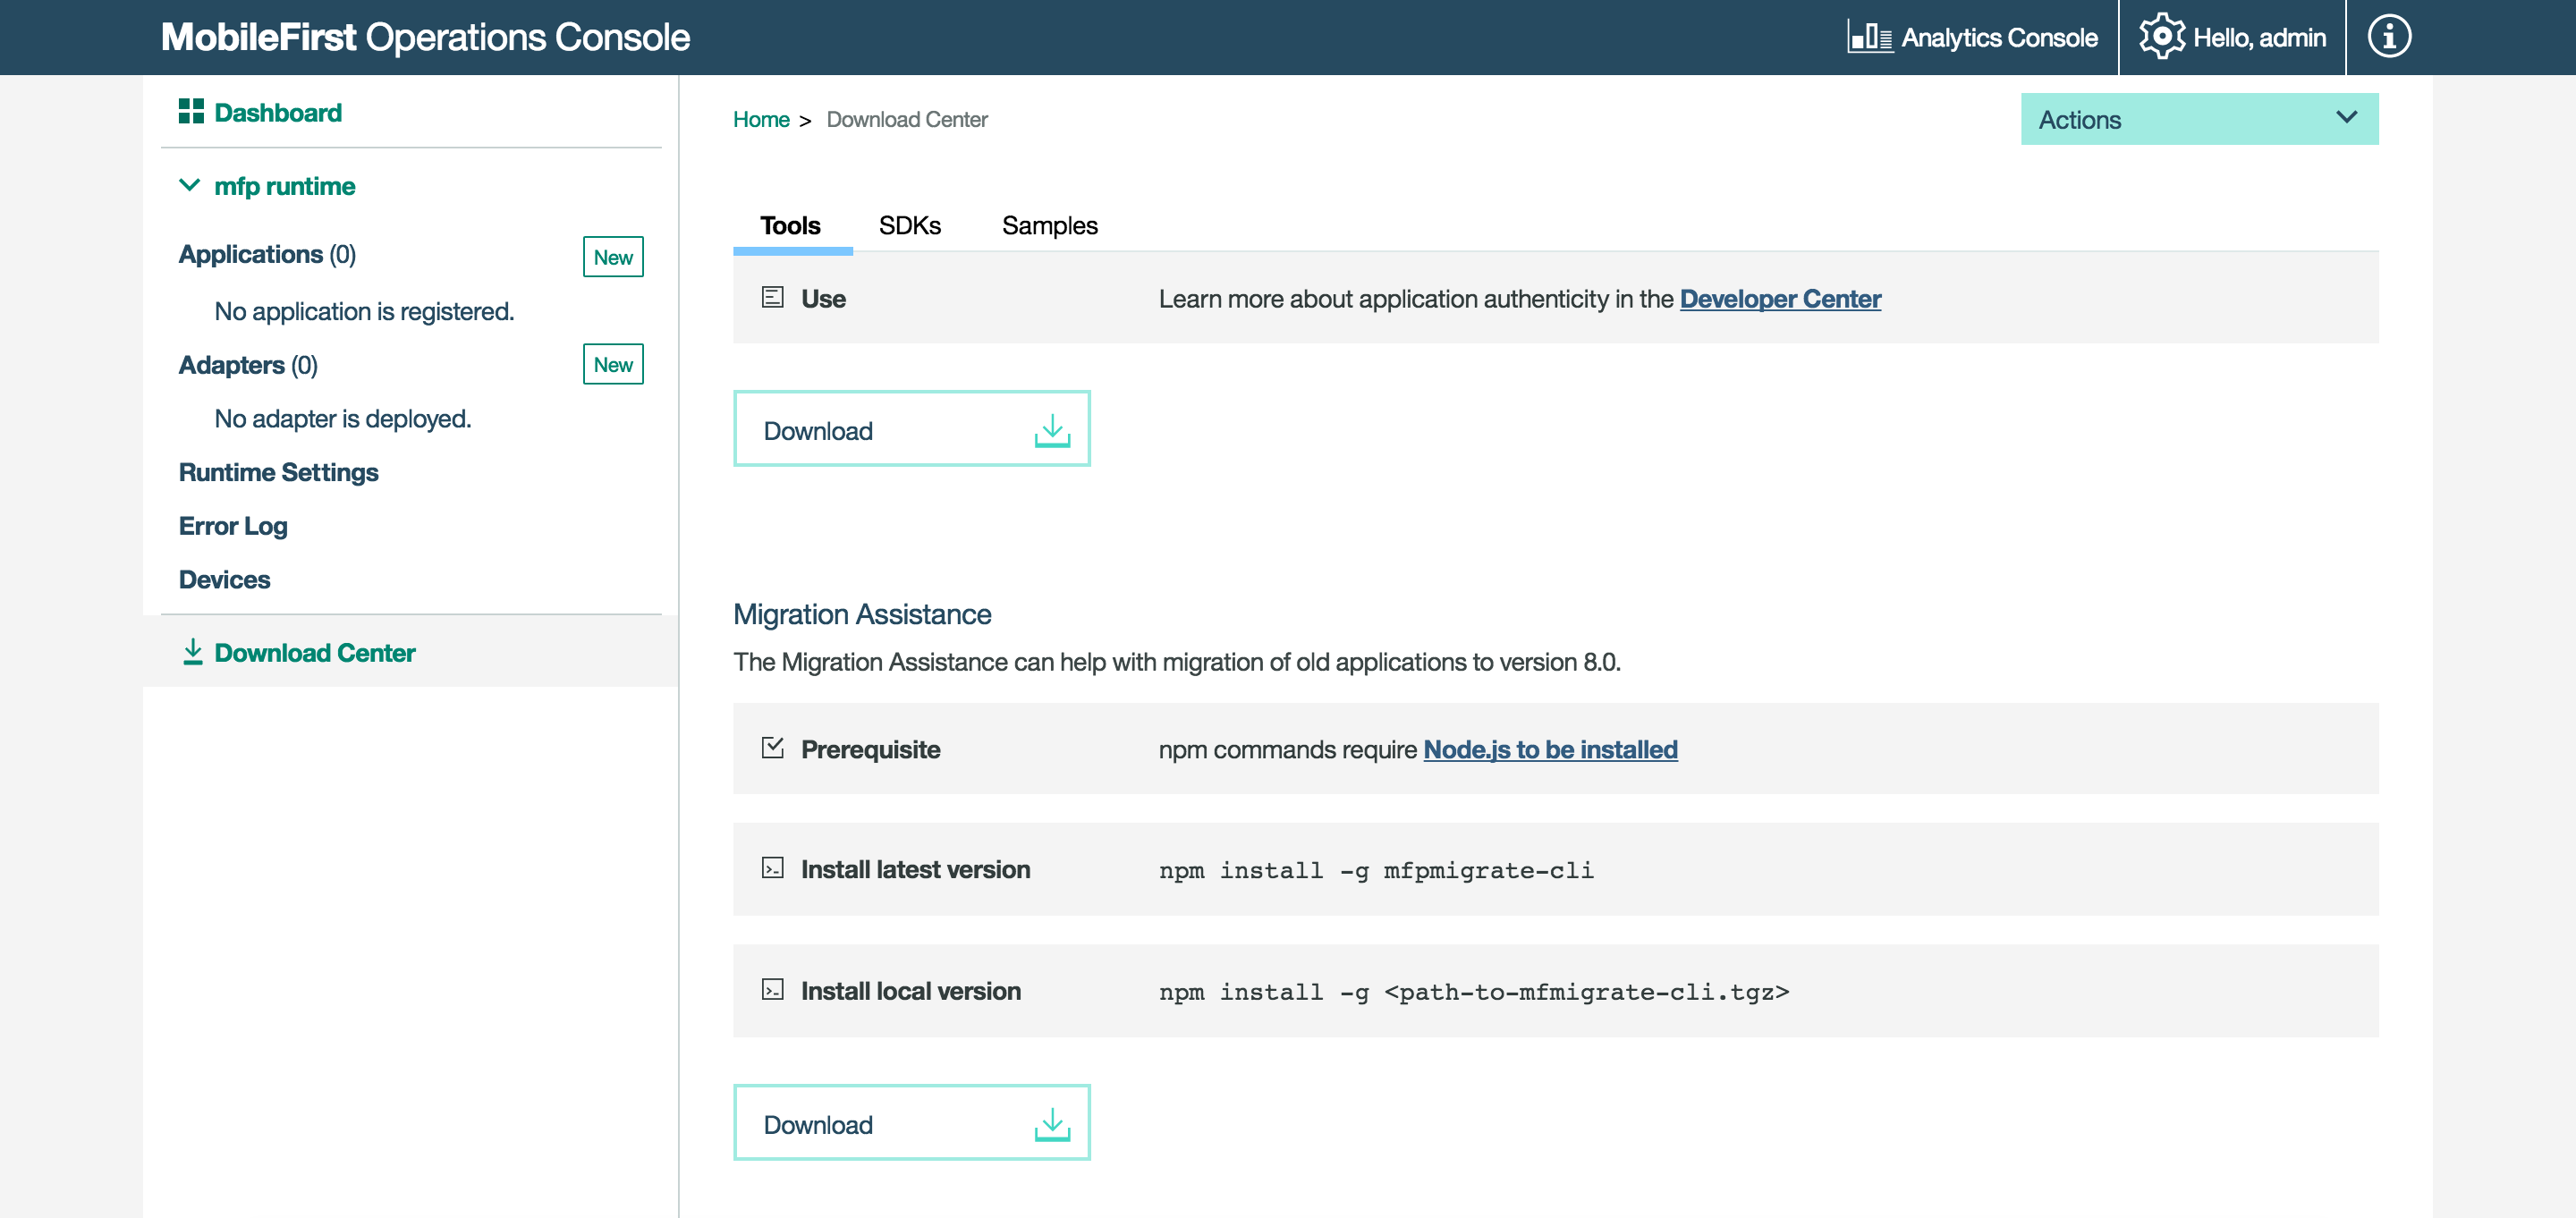 MobileFirst Operations Console
Analytics Console
Hello, admin
Dashboard
mfp runtime
Applications (0)
New
No application is registered.
Adapters (0)
New
No adapter is deployed.
Runtime Settings
Error Log
Devices
Download Center
Home > Download Center
Actions
Tools
SDKs
Samples
Use
Learn more about application authenticity in the Developer Center
Download
Migration Assistance
The Migration Assistance can help with migration of old applications to version 8.0.
Prerequisite
npm commands require Node.js to be installed
Install latest version
npm install -g mfpmigrate-cli
Install local version
npm install -g <path-to-mfmigrate-cli.tgz>
Download